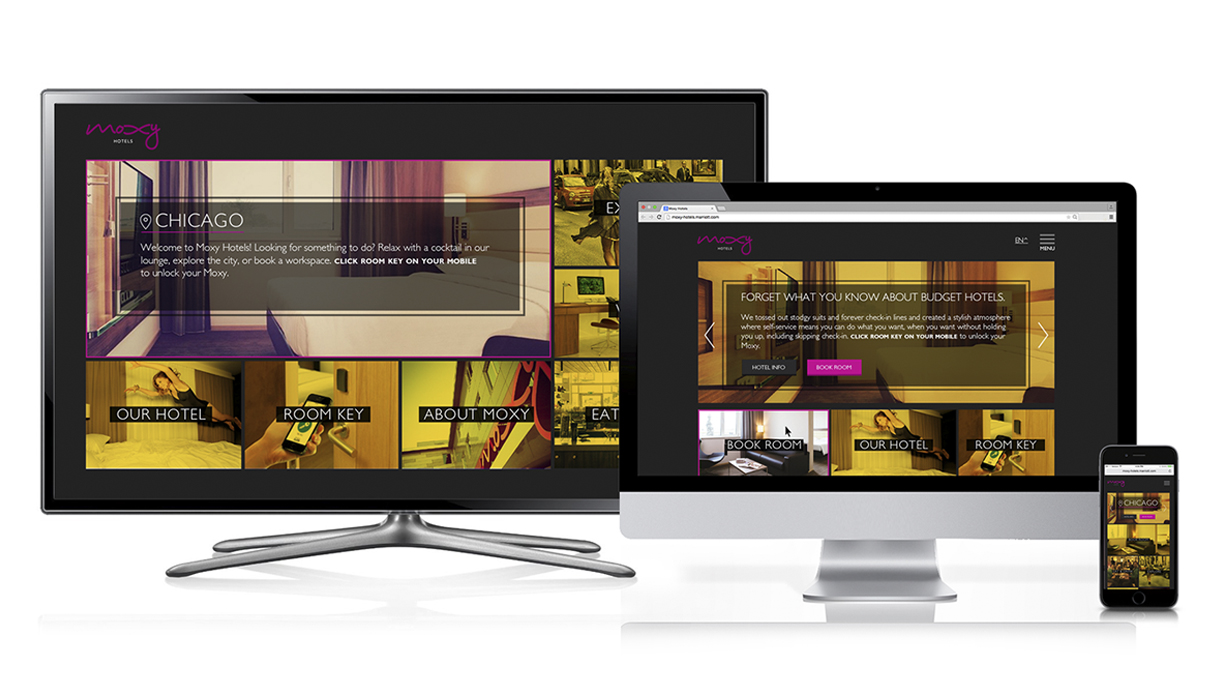 moxy
HOTELS
CHICAGO
Welcome to Moxy Hotels! Looking for something to do? Relax with a cocktail in our
lounge, explore the city, or book a workspace. CLICK ROOM KEY ON YOUR MOBILE
to unlock your Moxy.
OUR HOTEL
ROOM KEY
ABOUT MOXY
EAT
EX
Moxy Hotels
moxy-hotels.marriott.com
moxy
HOTELS
EN
MENU
FORGET WHAT YOU KNOW ABOUT BUDGET HOTELS.
We tossed out stodgy suits and forever check-in lines and created a stylish atmosphere
where self-service means you can do what you want, when you want without holding
you up, including skipping check-in. CLICK ROOM KEY ON YOUR MOBILE to unlock your
Moxy.
HOTEL INFO
BOOK ROOM
BOOK ROOM
OUR HOTEL
ROOM KEY
moxy-hotels.marriott.com
moxy
CHICAGO